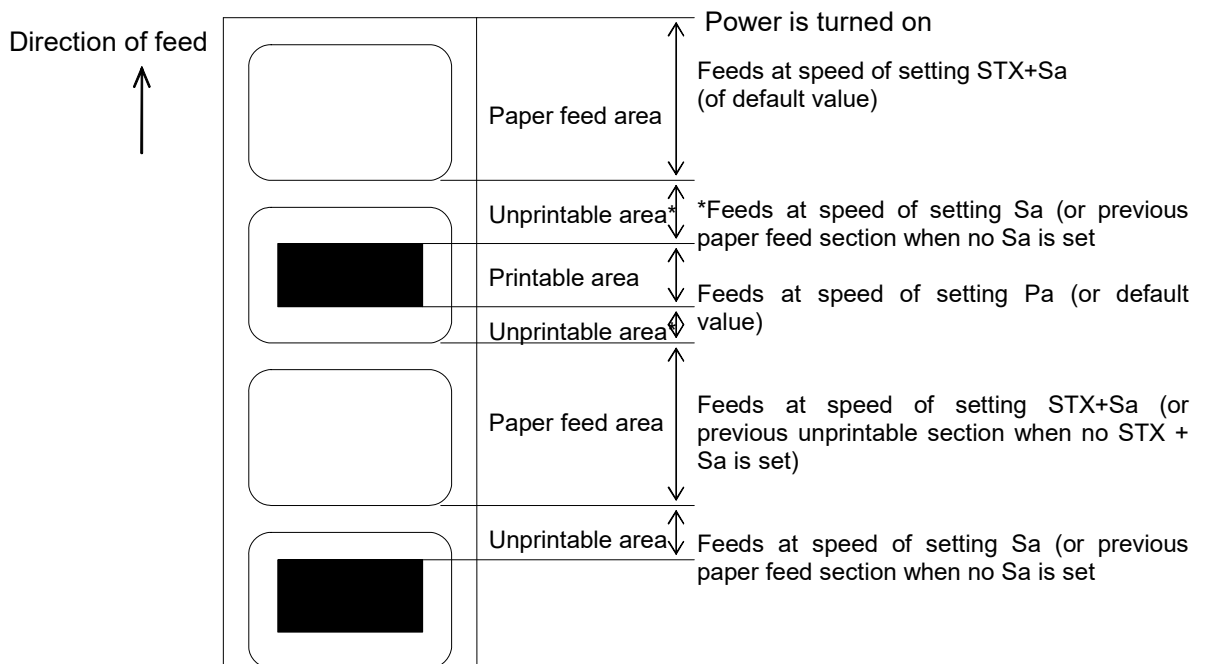 Direction of feed
Power is turned on
Feeds at speed of setting STX+Sa
(of default value)
Paper feed area
Unprintable area*
*Feeds at speed of setting Sa (or previous
paper feed section when no Sa is set
Printable area
Feeds at speed of setting Pa (or default
value)
Unprintable area*
Paper feed area
Feeds at speed of setting STX+Sa (or
previous unprintable section when no STX +
Sa is set)
Unprintable area
Feeds at speed of setting Sa (or previous
paper feed section when no Sa is set